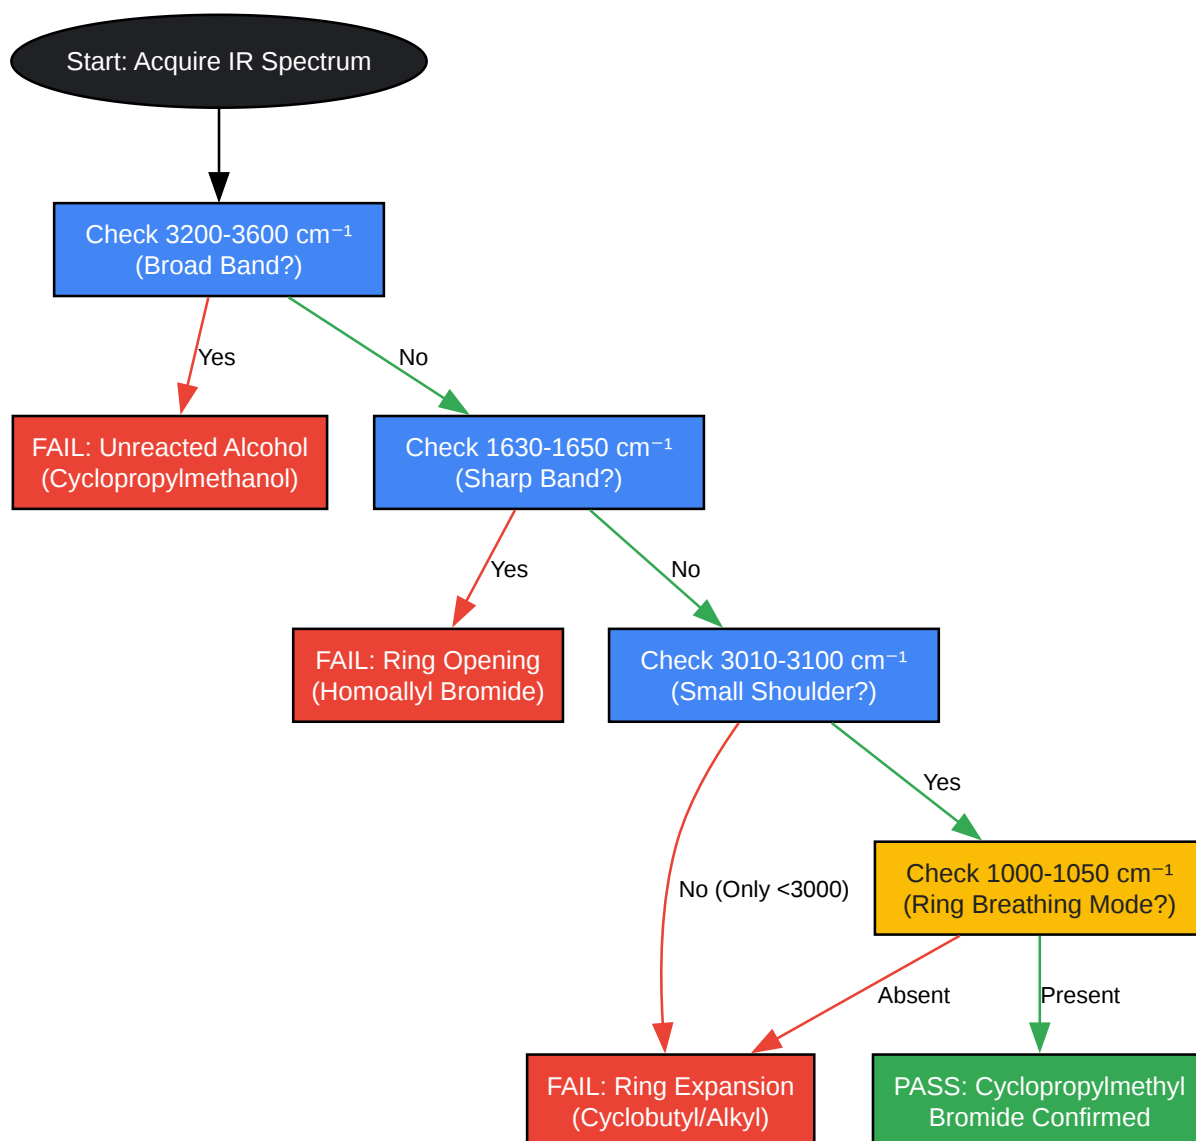 Start: Acquire IR Spectrum
Check 3200-3600 cm⁻¹
(Broad Band?)
Yes
No
FAIL: Unreacted Alcohol
(Cyclopropylmethanol)
Check 1630-1650 cm⁻¹
(Sharp Band?)
Yes
No
FAIL: Ring Opening
(Homoallyl Bromide)
Check 3010-3100 cm⁻¹
(Small Shoulder?)
Yes
No (Only <3000)
Check 1000-1050 cm⁻¹
(Ring Breathing Mode?)
Absent
Present
FAIL: Ring Expansion
(Cyclobutyl/Alkyl)
PASS: Cyclopropylmethyl
Bromide Confirmed